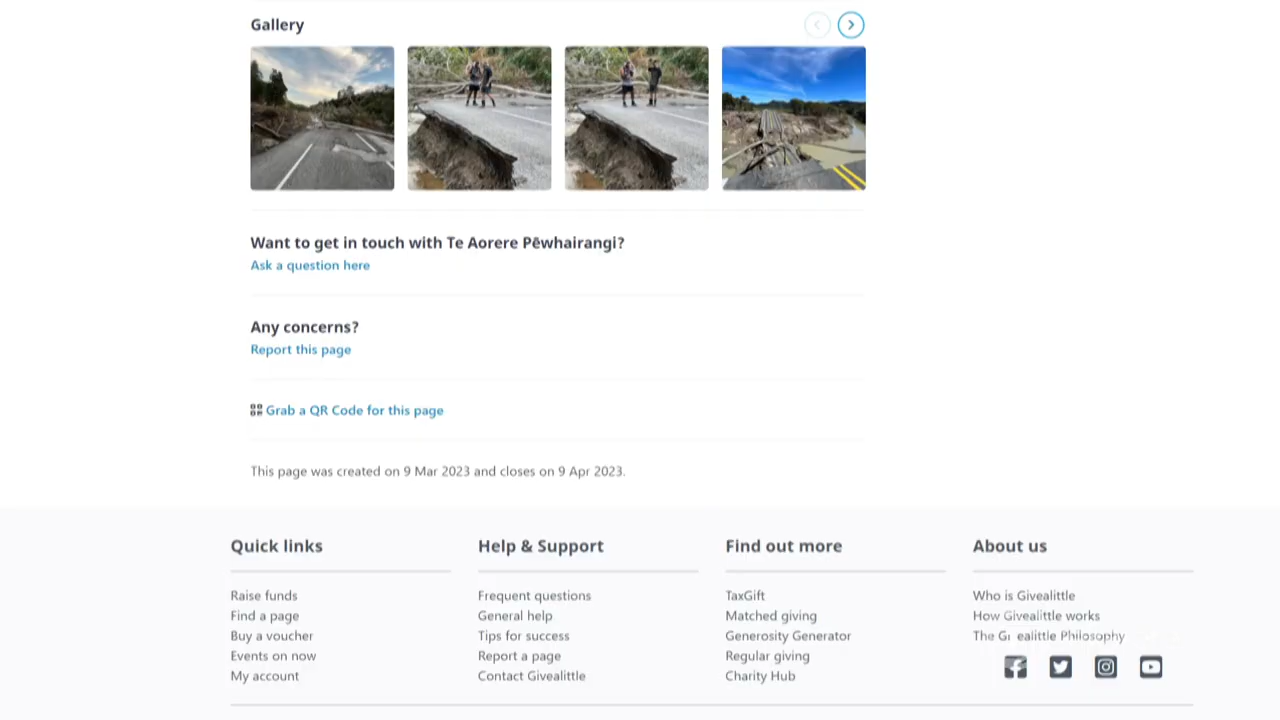 Gallery
Want to get in touch with Te Aorere Pēwhairangi?
Ask a question here
Any concerns?
Report this page
Grab a QR Code for this page
This page was created on 9 Mar 2023 and closes on 9 Apr 2023.
Quick links
Raise funds
Find a page
Buy a voucher
Events on now
My account
Help & Support
Frequent questions
General help
Tips for success
Report a page
Contact Givealittle
Find out more
TaxGift
Matched giving
Generosity Generator
Regular giving
Charity Hub
About us
Who is Givealittle
How Givealittle works
The Gi ealittle Philosophy